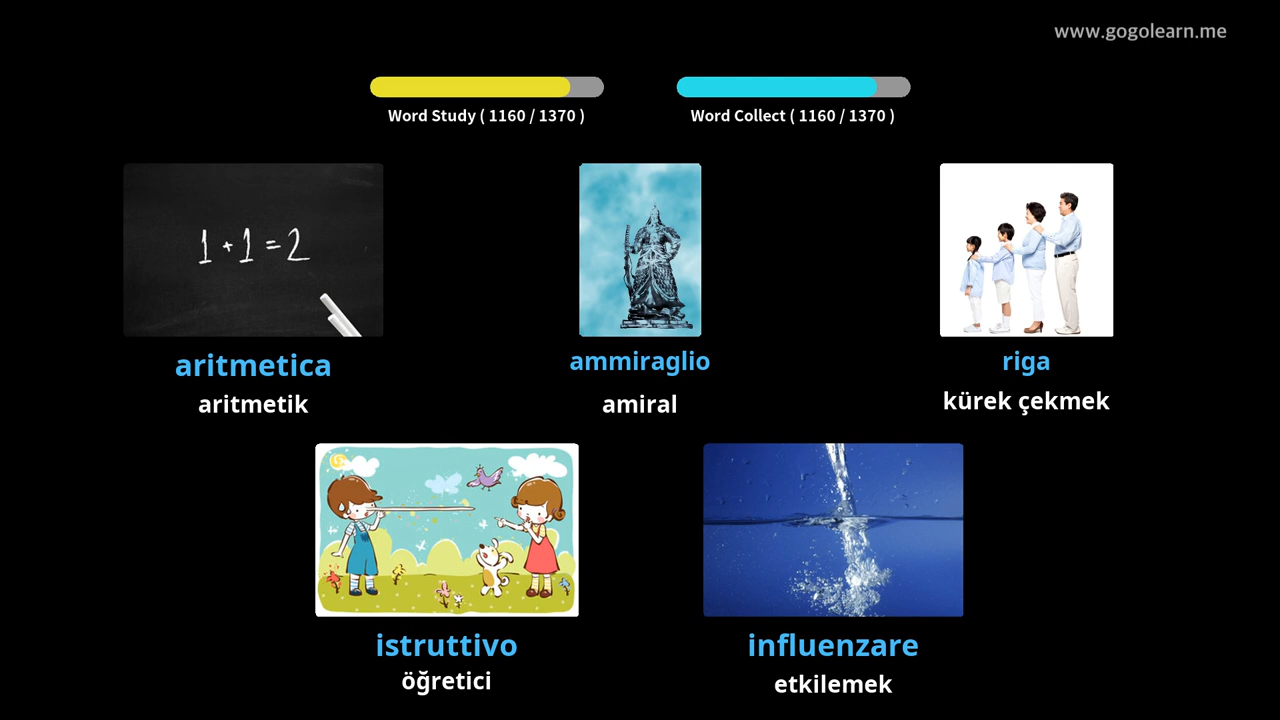 www.gogolearn.me
Word Study ( 1160 / 1370 )
Word Collect ( 1160 / 1370 )
1 + 1 = 2
aritmetica
aritmetik
ammiraglio
amiral
riga
kürek çekmek
istruttivo
öğretici
influenzare
etkilemek